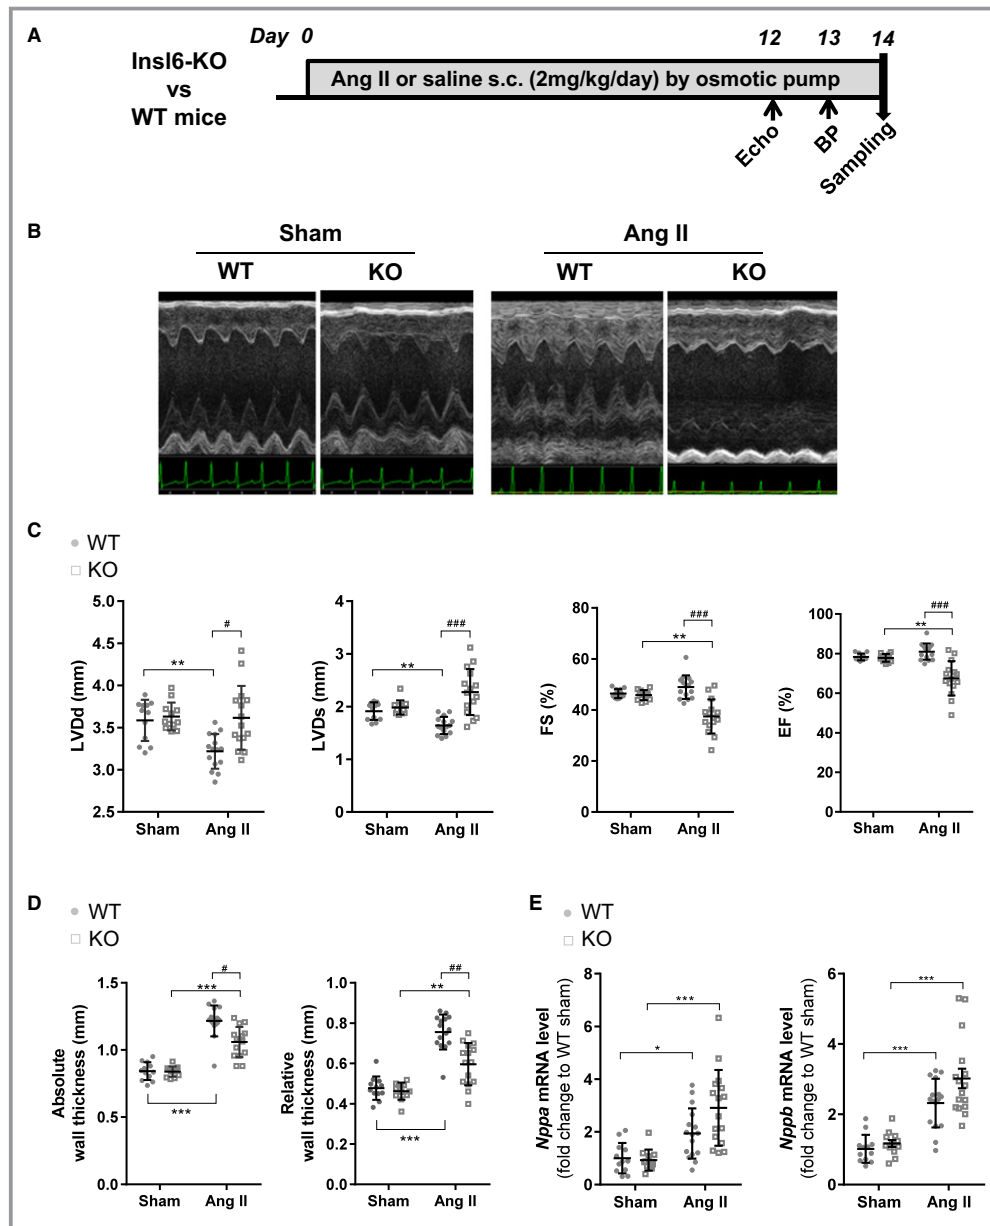 A
Day 0 12 13 14
Insl6-KO
vs
WT mice
Ang II or saline s.c. (2mg/kg/day) by osmotic pump
Echo
BP
Sampling
B
Sham
Ang II
WT
KO
WT
KO
C
WT
KO
LVDd (mm)
5.0
4.5
4.0
3.5
3.0
2.5
**
#
Sham
Ang II
LVDs (mm)
4
3
2
1
0
**
###
Sham
Ang II
FS (%)
80
60
40
20
0
**
###
Sham
Ang II
EF (%)
100
80
60
40
20
0
**
###
Sham
Ang II
D
WT
KO
Absolute
wall thickness (mm)
1.5
1.0
0.5
0.0
#
***
***
Sham
Ang II
Relative
wall thickness (mm)
1.0
0.8
0.6
0.4
0.2
0.0
##
**
***
Sham
Ang II
E
WT
KO
Nppa mRNA level
(fold change to WT sham)
8
6
4
2
0
***
*
Sham
Ang II
Nppb mRNA level
(fold change to WT sham)
6
4
2
0
***
***
Sham
Ang II